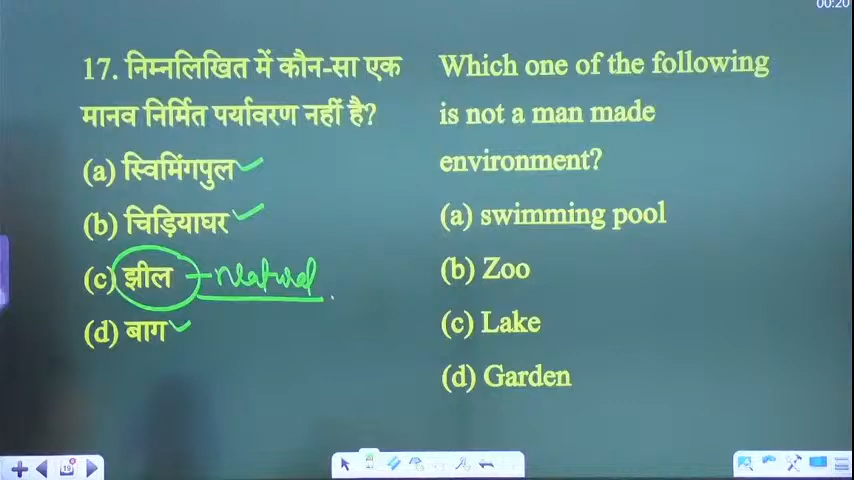 00:20
17. निम्नलिखित में कौन-सा एक
मानव निर्मित पर्यावरण नहीं है?
(a) स्विमिंगपुल
(b) चिड़ियाघर
(c) झील – natural
(d) बाग
Which one of the following
is not a man made
environment?
(a) swimming pool
(b) Zoo
(c) Lake
(d) Garden
19